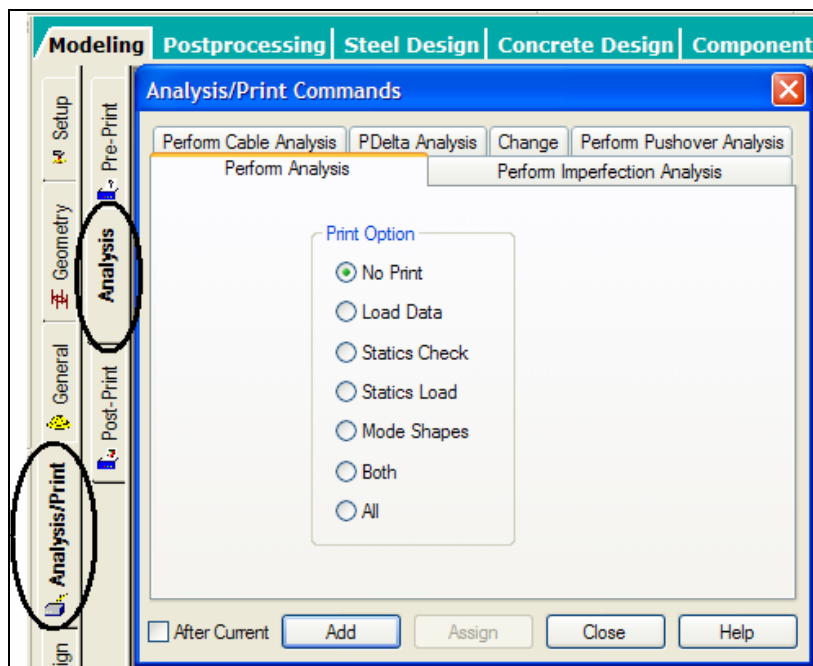 Modeling Postprocessing Steel Design Concrete Design Component
Setup
Geometry
General
Analysis/Print
ign
Pre-Print
Analysis
Post-Print
Analysis/Print Commands
Perform Cable Analysis PDelta Analysis Change Perform Pushover Analysis
Perform Analysis Perform Imperfection Analysis
Print Option
No Print
Load Data
Statics Check
Statics Load
Mode Shapes
Both
All
After Current Add Assign Close Help